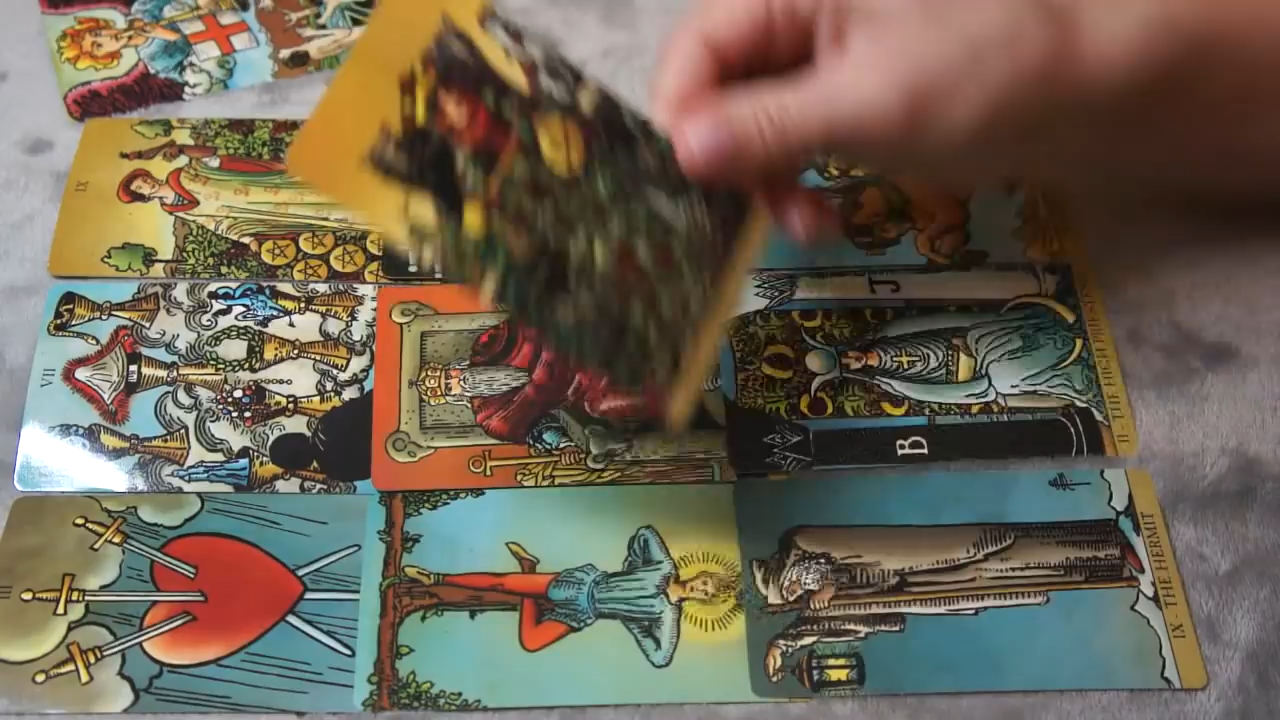 IX
VII
J
II - THE HIGH PRIESTESS
B
IX - THE HERMIT